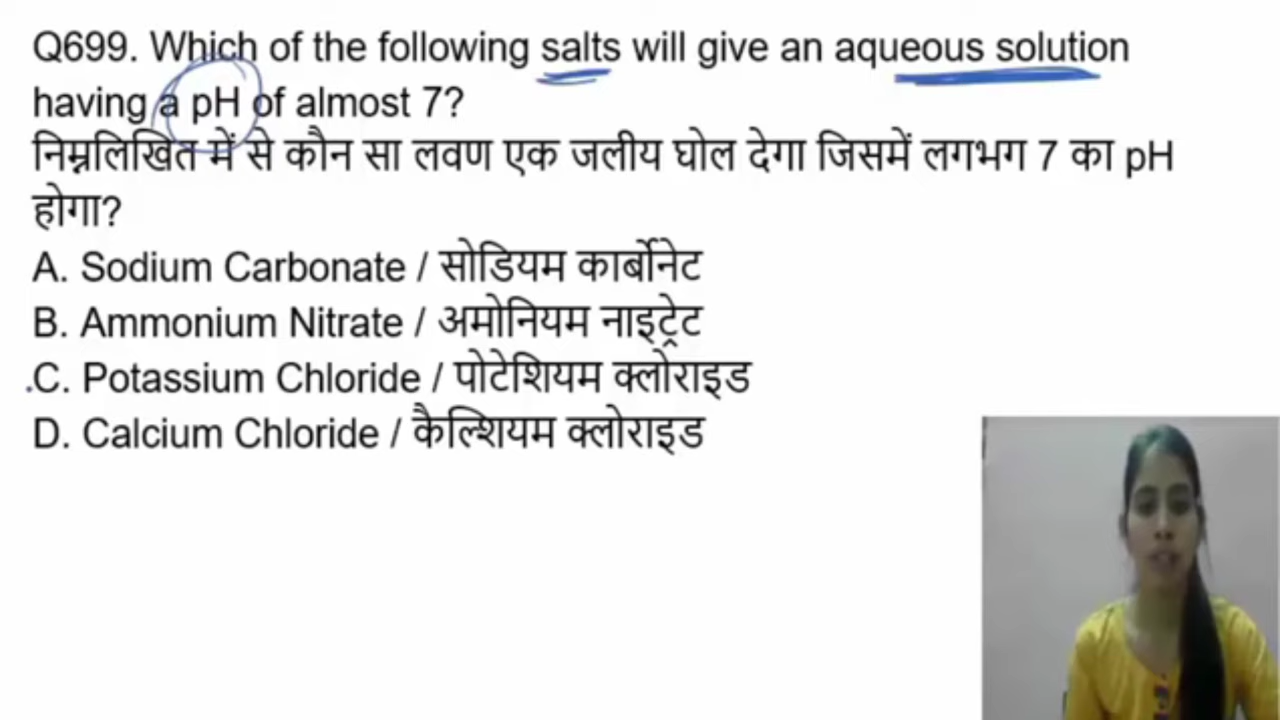 Q699. Which of the following salts will give an aqueous solution
having a pH of almost 7?
निम्नलिखित में से कौन सा लवण एक जलीय घोल देगा जिसमें लगभग 7 का pH
होगा?
A. Sodium Carbonate / सोडियम कार्बोनेट
B. Ammonium Nitrate / अमोनियम नाइट्रेट
C. Potassium Chloride / पोटेशियम क्लोराइड
D. Calcium Chloride / कैल्शियम क्लोराइड